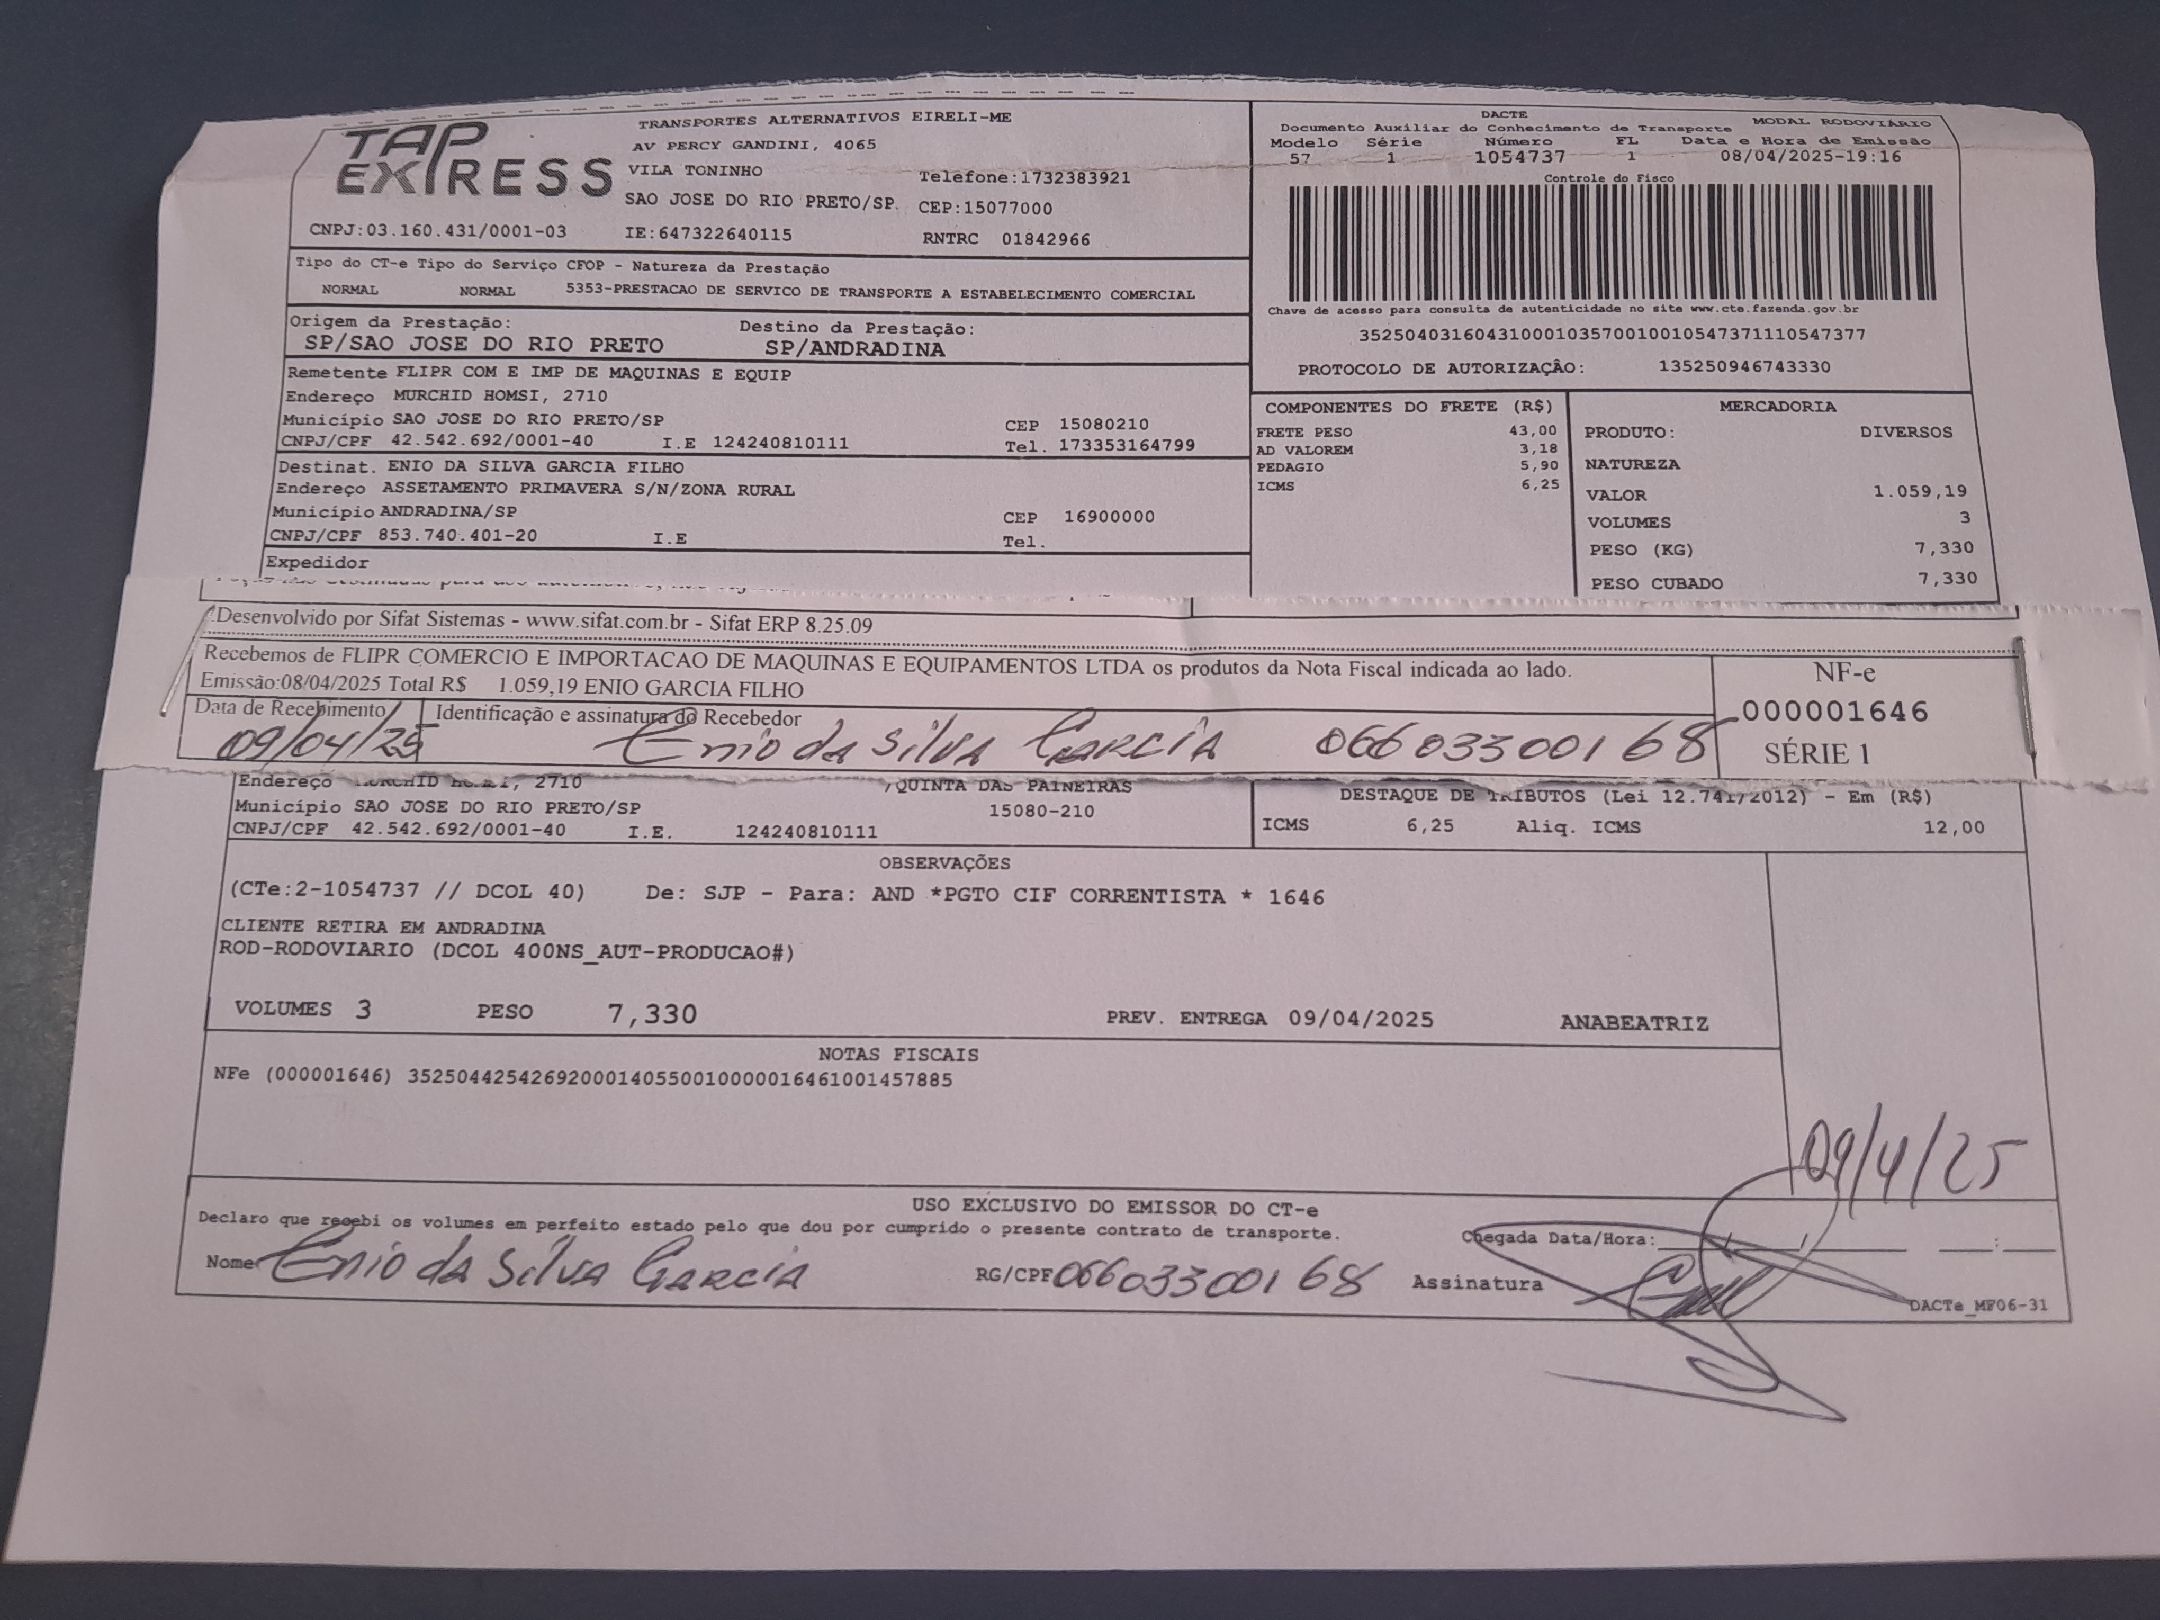 TAP EXPRESS
TRANSPORTES ALTERNATIVOS EIRELI-ME
AV PERCY GANDINI, 4065
VILA TONINHO
Telefone:1732383921
SAO JOSE DO RIO PRETO/SP. CEP:15077000
CNPJ:03.160.431/0001-03 IE:647322640115 RNTRC 01842966
DACTE
Documento Auxiliar do Conhecimento de Transporte MODAL RODOVIÁRIO
Modelo Série Número FL Data e Hora de Emissão
57 1 1054737 1 08/04/2025-19:16
Controle do Fisco
Chave de acesso para consulta de autenticidade no site www.cte.fazenda.gov.br
35250403160431000103570010010547371110547377
PROTOCOLO DE AUTORIZAÇÃO: 135250946743330
Tipo do CT-e Tipo do Serviço CFOP - Natureza da Prestação
NORMAL NORMAL 5353-PRESTACAO DE SERVICO DE TRANSPORTE A ESTABELECIMENTO COMERCIAL
Origem da Prestação: Destino da Prestação:
SP/SAO JOSE DO RIO PRETO SP/ANDRADINA
Remetente FLIPR COM E IMP DE MAQUINAS E EQUIP
Endereço MURCHID HOMSI, 2710
Município SAO JOSE DO RIO PRETO/SP CEP 15080210
CNPJ/CPF 42.542.692/0001-40 I.E 124240810111 Tel. 173353164799
Destinat. ENIO DA SILVA GARCIA FILHO
Endereço ASSETAMENTO PRIMAVERA S/N/ZONA RURAL
Município ANDRADINA/SP CEP 16900000
CNPJ/CPF 853.740.401-20 I.E Tel.
Expedidor
COMPONENTES DO FRETE (R$)
FRETE PESO 43,00
AD VALOREM 3,18
PEDAGIO 5,90
ICMS 6,25
MERCADORIA
PRODUTO: DIVERSOS
NATUREZA
VALOR 1.059,19
VOLUMES 3
PESO (KG) 7,330
PESO CUBADO 7,330
Desenvolvido por Sifat Sistemas - www.sifat.com.br - Sifat ERP 8.25.09
Recebemos de FLIPR COMERCIO E IMPORTACAO DE MAQUINAS E EQUIPAMENTOS LTDA os produtos da Nota Fiscal indicada ao lado.
Emissão:08/04/2025 Total R$ 1.059,19 ENIO GARCIA FILHO
Data de Recebimento Identificação e assinatura do Recebedor
09/04/25 Enio da Silva Garcia 06603300168
NF-e
000001646
SÉRIE 1
Endereço MURCHID HOMSI, 2710 QUINTA DAS PAINEIRAS
Município SAO JOSE DO RIO PRETO/SP 15080-210
CNPJ/CPF 42.542.692/0001-40 I.E. 124240810111
DESTAQUE DE TRIBUTOS (Lei 12.741/2012) - Em (R$)
ICMS 6,25 Aliq. ICMS 12,00
OBSERVAÇÕES
(CTe:2-1054737 // DCOL 40) De: SJP - Para: AND *PGTO CIF CORRENTISTA * 1646
CLIENTE RETIRA EM ANDRADINA
ROD-RODOVIARIO (DCOL 400NS_AUT-PRODUCAO#)
VOLUMES 3 PESO 7,330 PREV. ENTREGA 09/04/2025 ANABEATRIZ
NOTAS FISCAIS
NFe (000001646) 35250442542692000140550010000016461001457885
09/4/25
USO EXCLUSIVO DO EMISSOR DO CT-e
Declaro que recebi os volumes em perfeito estado pelo que dou por cumprido o presente contrato de transporte.
Chegada Data/Hora:
Nome Enio da Silva Garcia RG/CPF 06603300168 Assinatura
DACTe_MF06-31